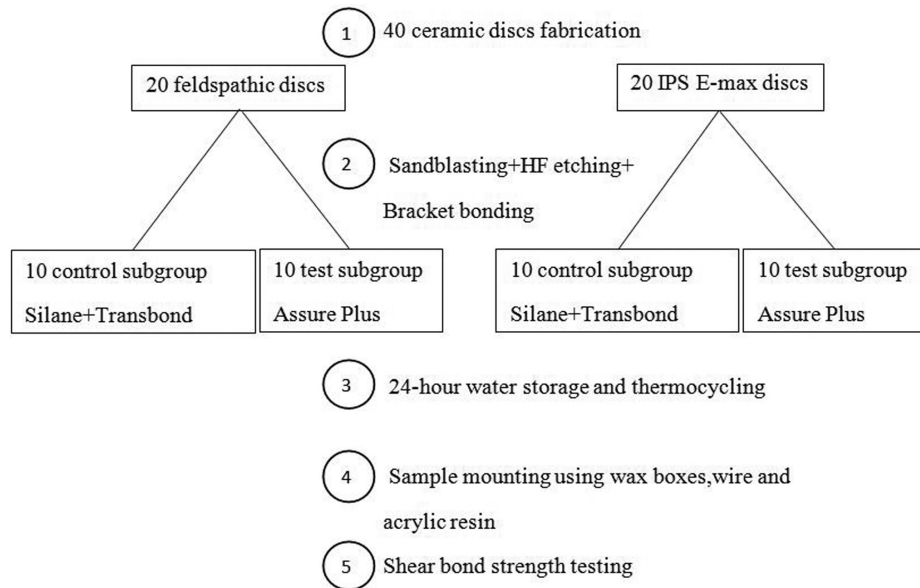 1 40 ceramic discs fabrication
20 feldspathic discs
20 IPS E-max discs
2 Sandblasting+HF etching+
Bracket bonding
10 control subgroup
Silane+Transbond
10 test subgroup
Assure Plus
10 control subgroup
Silane+Transbond
10 test subgroup
Assure Plus
3 24-hour water storage and thermocycling
4 Sample mounting using wax boxes,wire and
acrylic resin
5 Shear bond strength testing